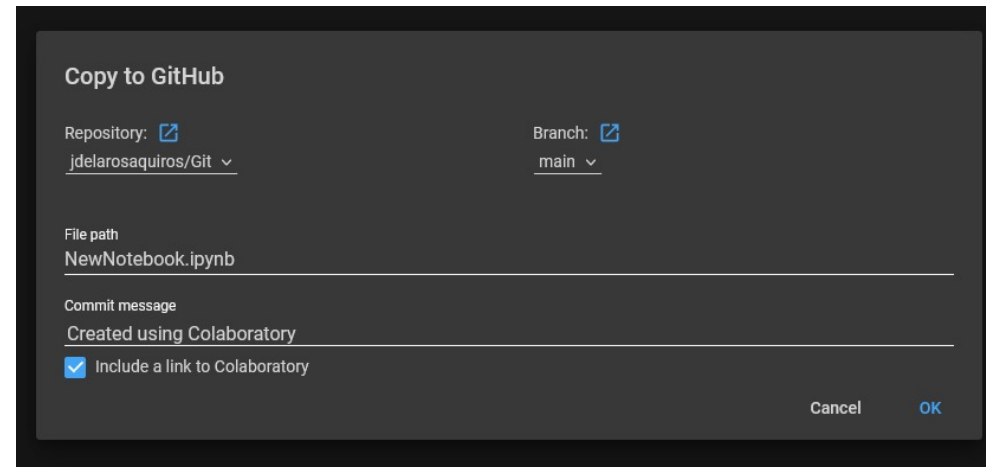 Copy to GitHub
Repository: Branch:
jdelarosaquiros/Git main
File path
NewNotebook.ipynb
Commit message
Created using Colaboratory
Include a link to Colaboratory
Cancel OK